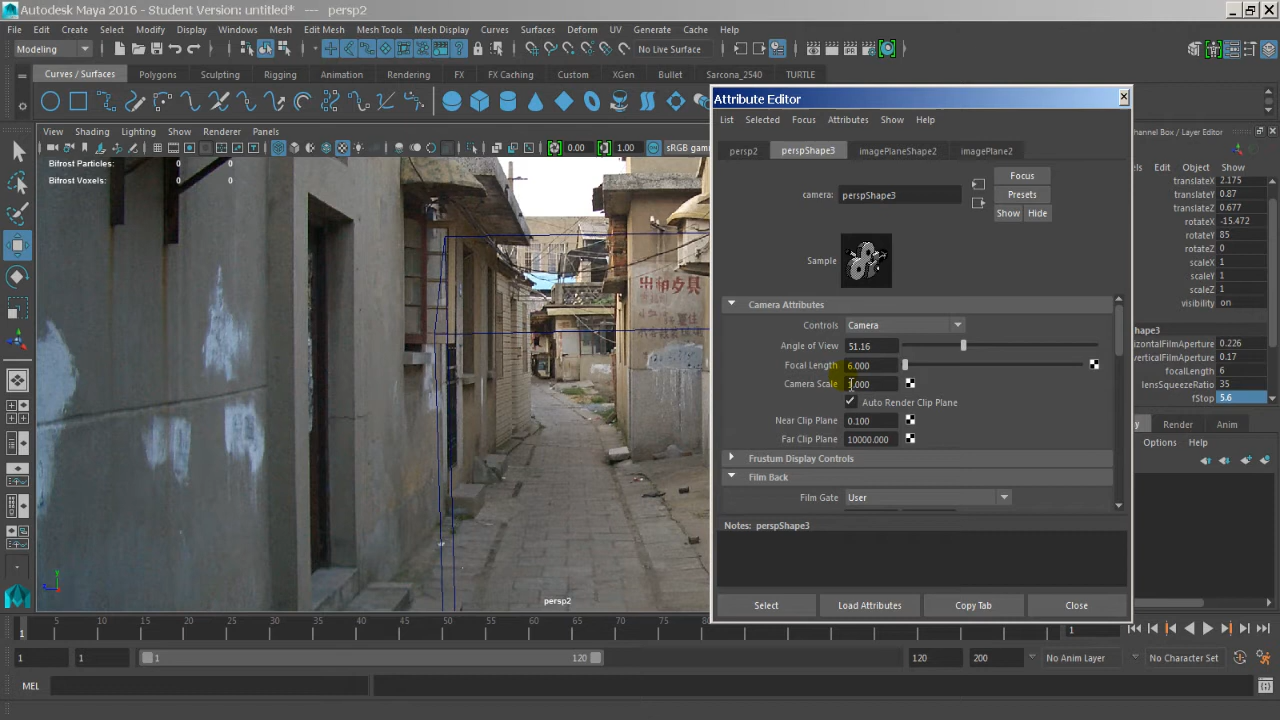 Autodesk Maya 2016 - Student Version: untitled* --- persp2
File Edit Create Select Modify Display Windows Mesh Edit Mesh Mesh Tools Mesh Display Curves Surfaces Deform UV Generate Cache Help
Modeling No Live Surface
Curves / Surfaces Polygons Sculpting Rigging Animation Rendering FX FX Caching Custom XGen Bullet Sarcona_2540 TURTLE
Attribute Editor
List Selected Focus Attributes Show Help
View Shading Lighting Show Renderer Panels
Channel Box / Layer Editor
0.00 1.00 sRGB gamm
persp2 perspShape3 imagePlaneShape2 imagePlane2
Bifrost Particles: 0 0
Bifrost Voxels: 0 0
els Edit Object Show
translateX 2.175
translateY 0.87
translateZ 0.677
rotateX -15.472
rotateY 85
rotateZ 0
scaleX 1
scaleY 1
scaleZ 1
visibility on
hape3
orizontalFilmAperture 0.226
verticalFilmAperture 0.17
focalLength 6
lensSqueezeRatio 35
fStop 5.6
y Render Anim
Options Help
camera: perspShape3
Focus
Presets
Show Hide
Sample
Camera Attributes
Controls Camera
Angle of View 51.16
Focal Length 6.000
Camera Scale .000
Auto Render Clip Plane
Near Clip Plane 0.100
Far Clip Plane 10000.000
Frustum Display Controls
Film Back
Film Gate User
Notes: perspShape3
Select Load Attributes Copy Tab Close
persp2
5 10 15 20 25 30 35 40 45 50 55 60 65 70 75 80
1 1
1 1 1 120 120 200 No Anim Layer No Character Set
MEL